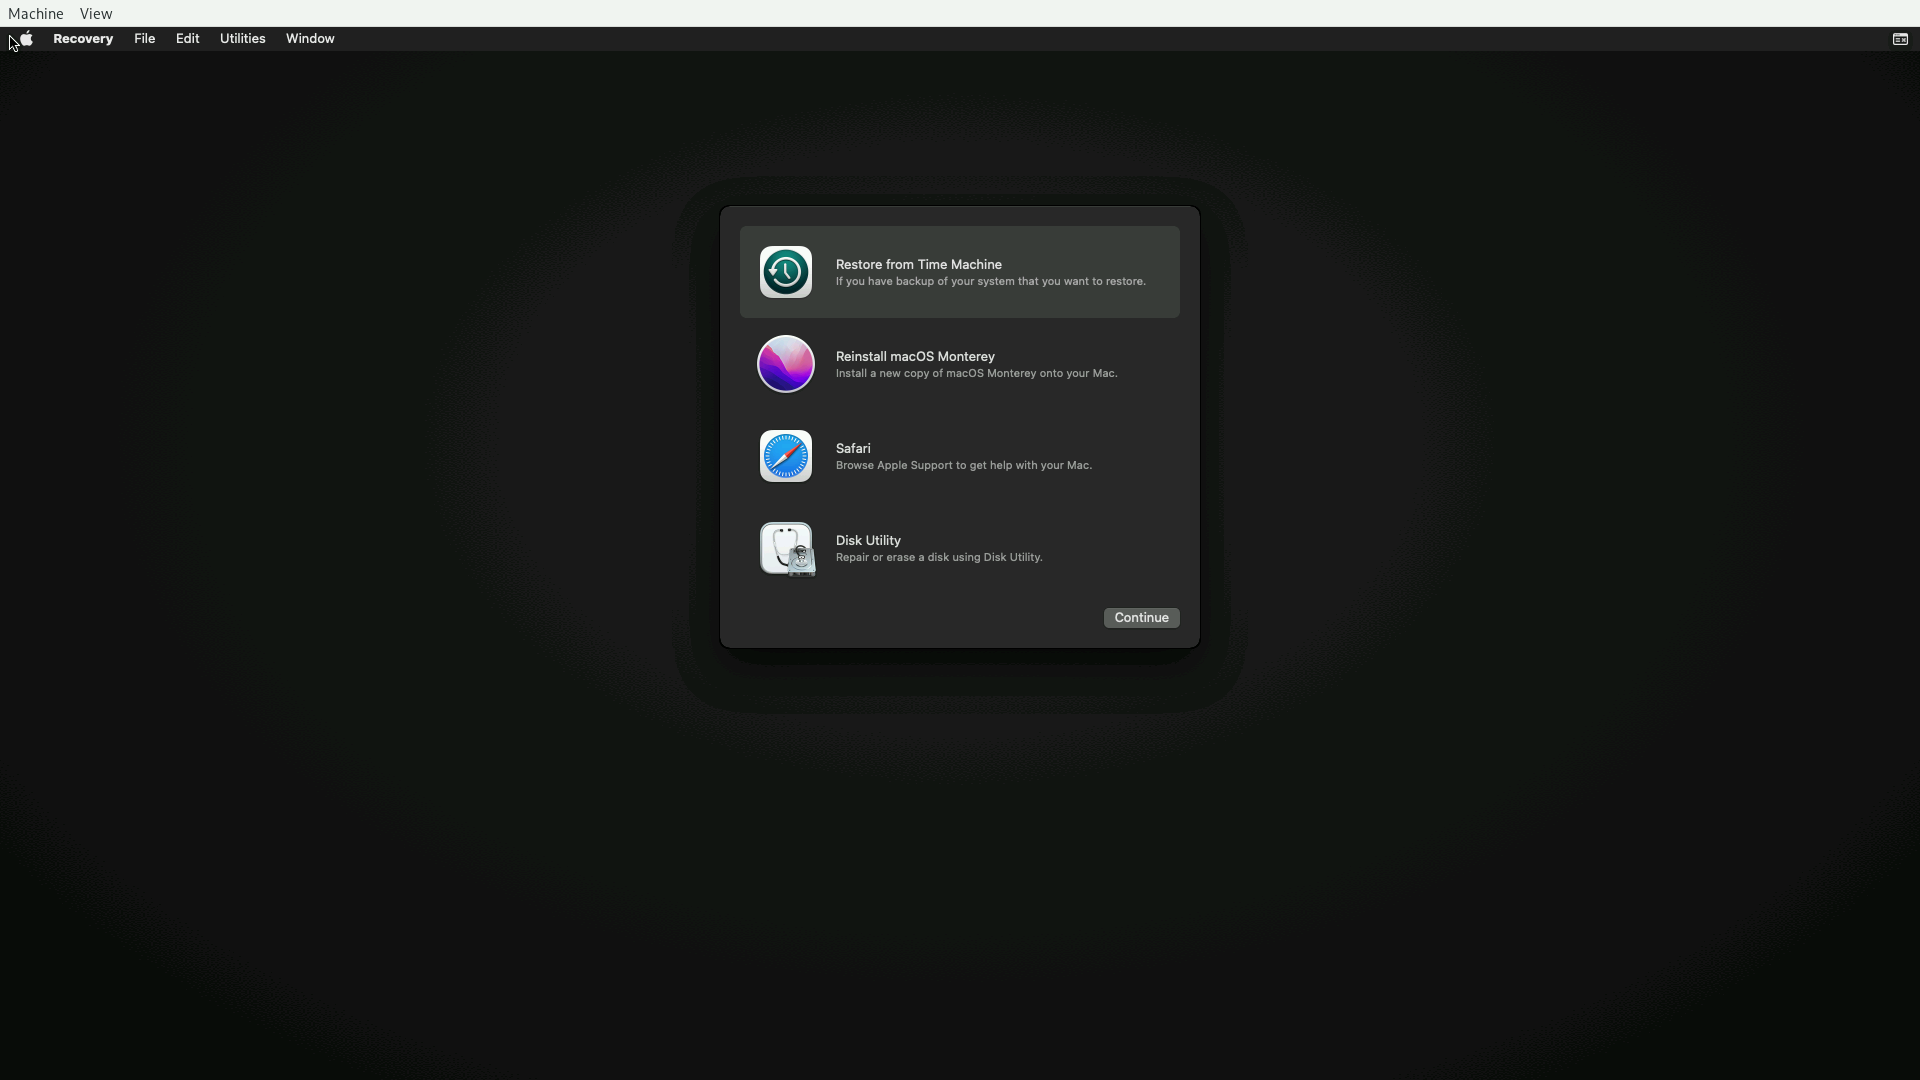 Machine View
Recovery File Edit Utilities Window
Restore from Time Machine
If you have backup of your system that you want to restore.
Reinstall macOS Monterey
Install a new copy of macOS Monterey onto your Mac.
Safari
Browse Apple Support to get help with your Mac.
Disk Utility
Repair or erase a disk using Disk Utility.
Continue